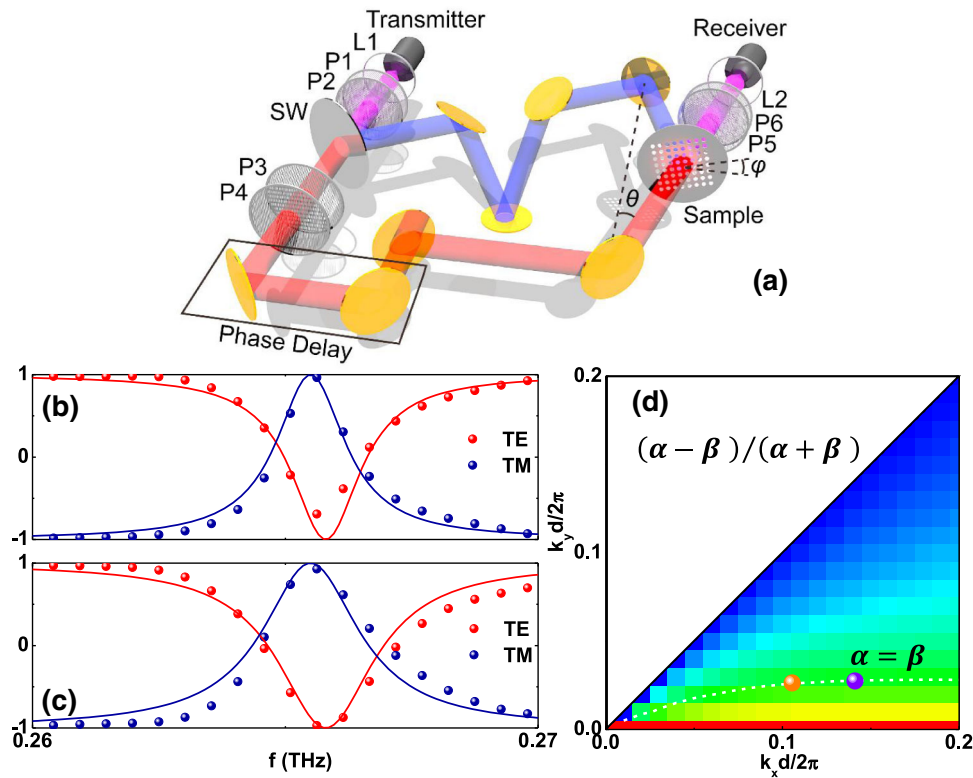 Transmitter
Receiver
L1
P1
P2
SW
P3
P4
L2
P6
P5
φ
θ
Sample
Phase Delay
(a)
(b)
1
0
-1
TE
TM
(c)
1
0
-1
TE
TM
0.26
0.27
f (THz)
(d)
(α − β)/(α + β)
α = β
0.2
0.1
0.0
k_y d/2π
0.0
0.1
0.2
k_x d/2π